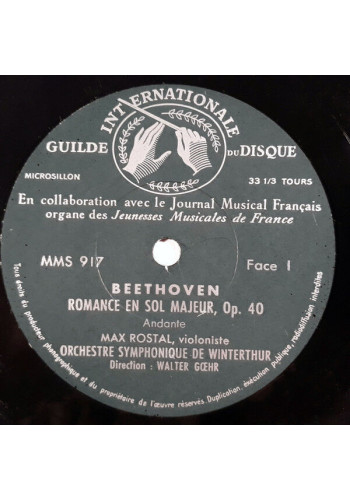 INTERNATIONALE
GUILDE DU DISQUE
MICROSILLON 33 1/3 TOURS
En collaboration avec le Journal Musical Français
organe des Jeunesses Musicales de France
MMS 917 Face 1
BEETHOVEN
ROMANCE EN SOL MAJEUR, Op. 40
Andante
MAX ROSTAL, violoniste
ORCHESTRE SYMPHONIQUE DE WINTERTHUR
Direction : WALTER GŒHR
Tous droits du producteur phonographique et du propriétaire de l'œuvre réservés. Duplication, exécution publique, radiodiffusion interdites